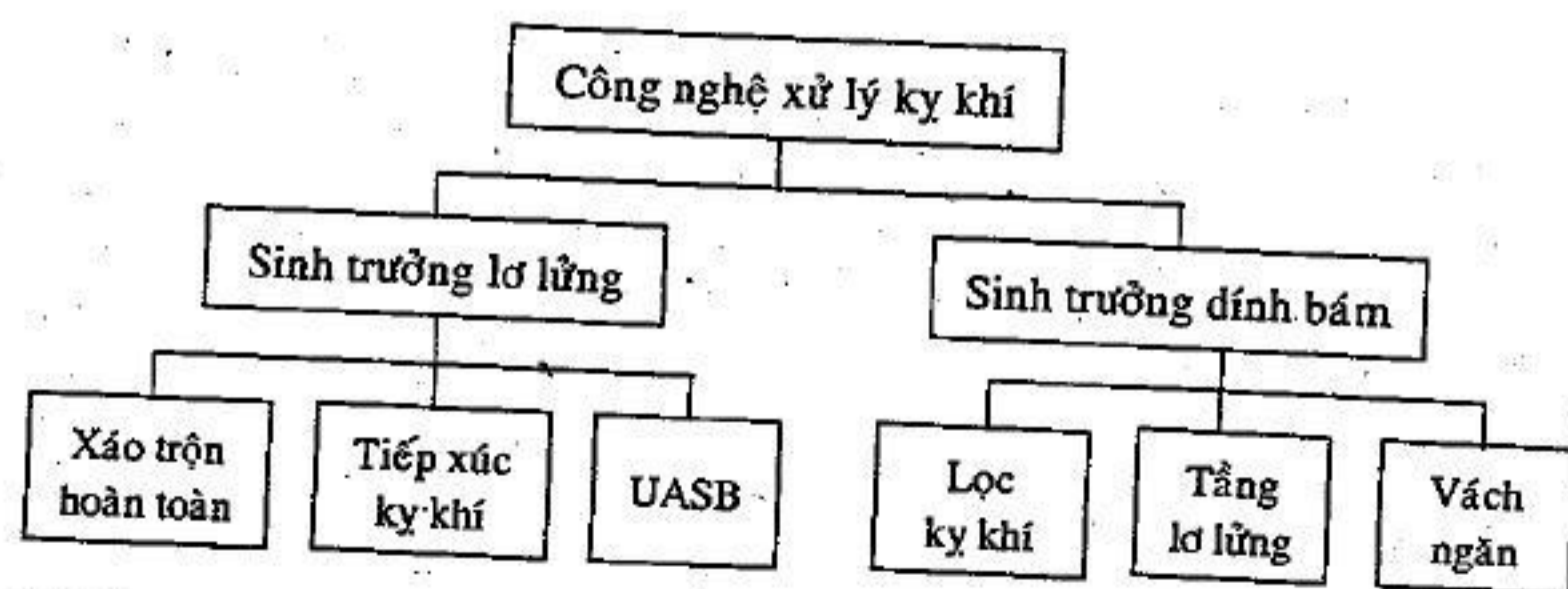 Công nghệ xử lý kỵ khí
Sinh trưởng lơ lửng
Sinh trưởng dính bám
Xáo trộn
hoàn toàn
Tiếp xúc
kỵ khí
UASB
Lọc
kỵ khí
Tầng
lơ lửng
Vách
ngăn